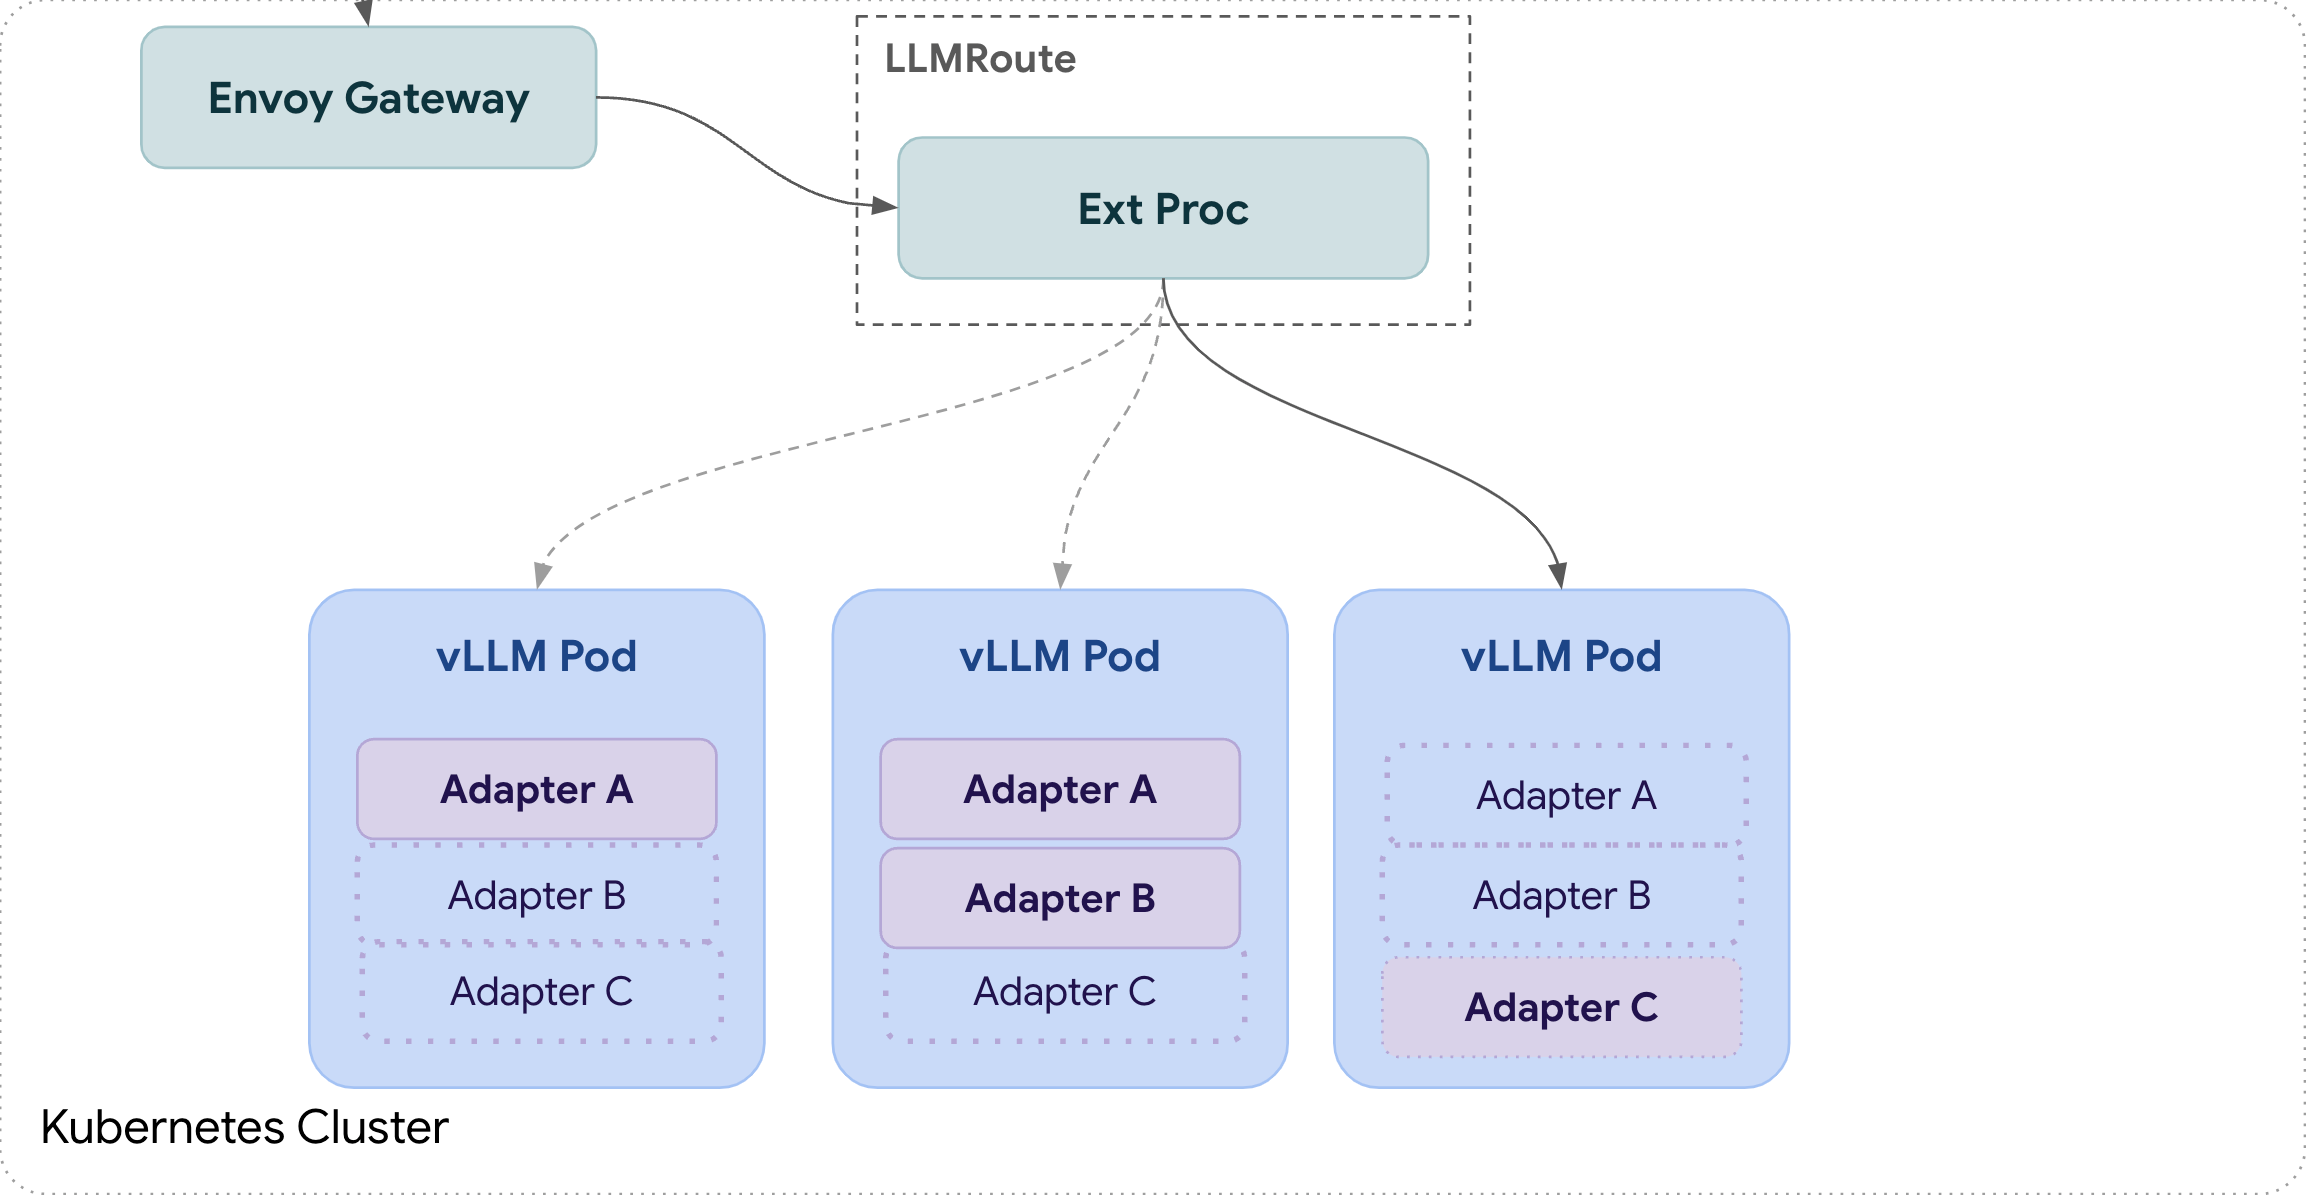 Envoy Gateway
LLMRoute
Ext Proc
vLLM Pod
Adapter A
Adapter B
Adapter C
vLLM Pod
Adapter A
Adapter B
Adapter C
vLLM Pod
Adapter A
Adapter B
Adapter C
Kubernetes Cluster